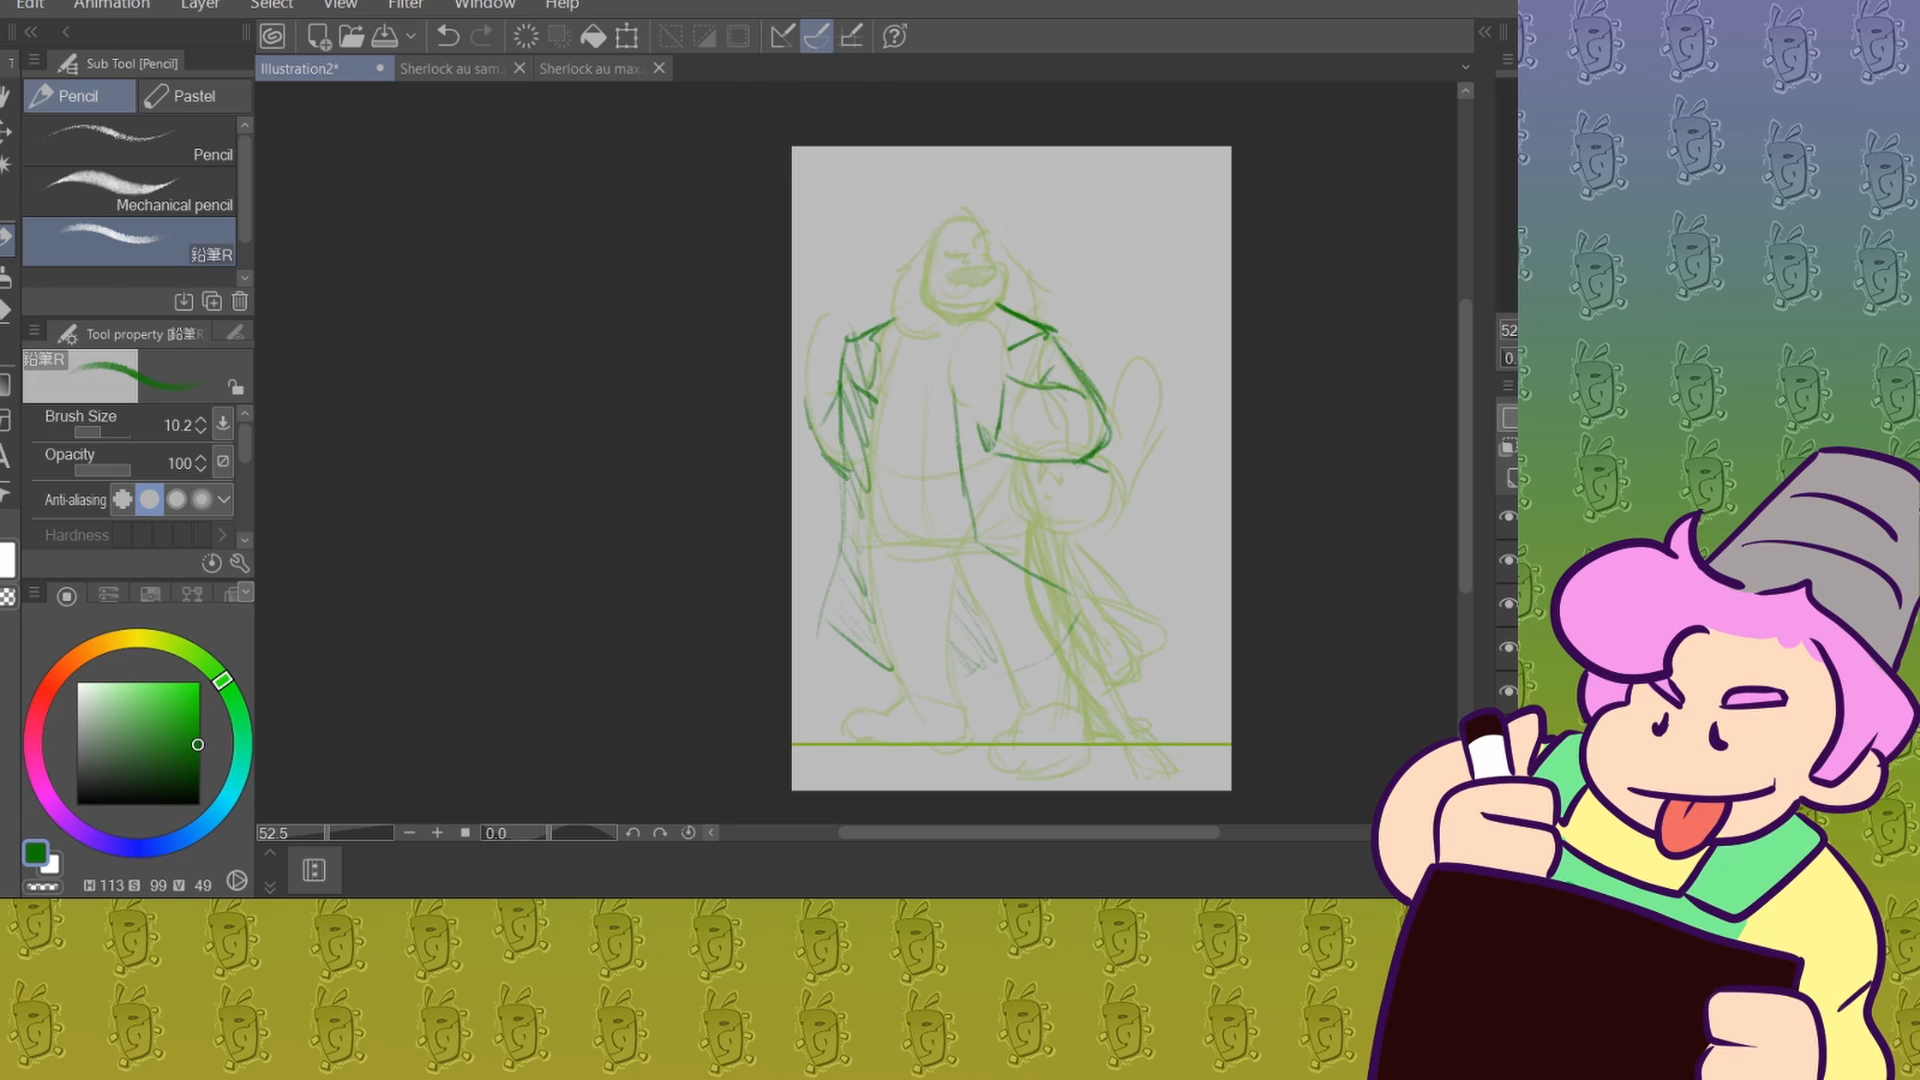 Edit Animation Layer Select View Filter Window Help
Sub Tool [Pencil]
Illustration2* Sherlock au sam. Sherlock au max.
Pencil Pastel
Pencil
Mechanical pencil
鉛筆R
Tool property [鉛筆R
鉛筆R
Brush Size 10.2
Opacity 100
Anti-aliasing
Hardness
52
0.
52.5 0.0
H 113 S 99 V 49